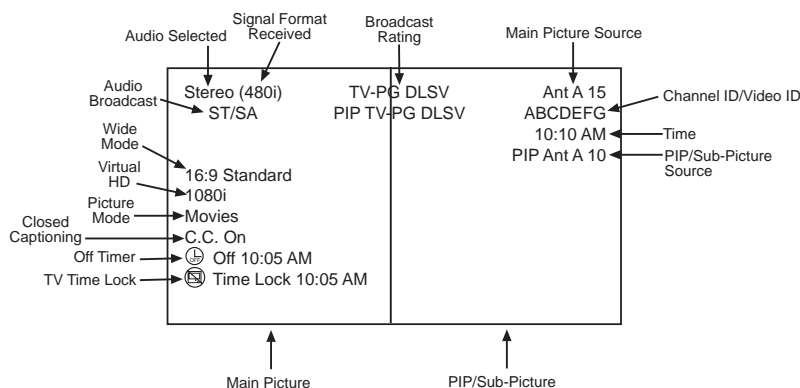 Signal Format
Received
Broadcast
Rating
Audio Selected
Main Picture Source
Stereo (480i)
TV-PG DLSV
Ant A 15
Audio
Broadcast
ST/SA
PIP TV-PG DLSV
ABCDEFG
Channel ID/Video ID
10:10 AM
Time
Wide
Mode
PIP Ant A 10
PIP/Sub-Picture
Source
16:9 Standard
Virtual
HD
1080i
Picture
Mode
Movies
Closed
Captioning
C.C. On
Off Timer
OFF
Off 10:05 AM
TV Time Lock
Time Lock 10:05 AM
Main Picture
PIP/Sub-Picture